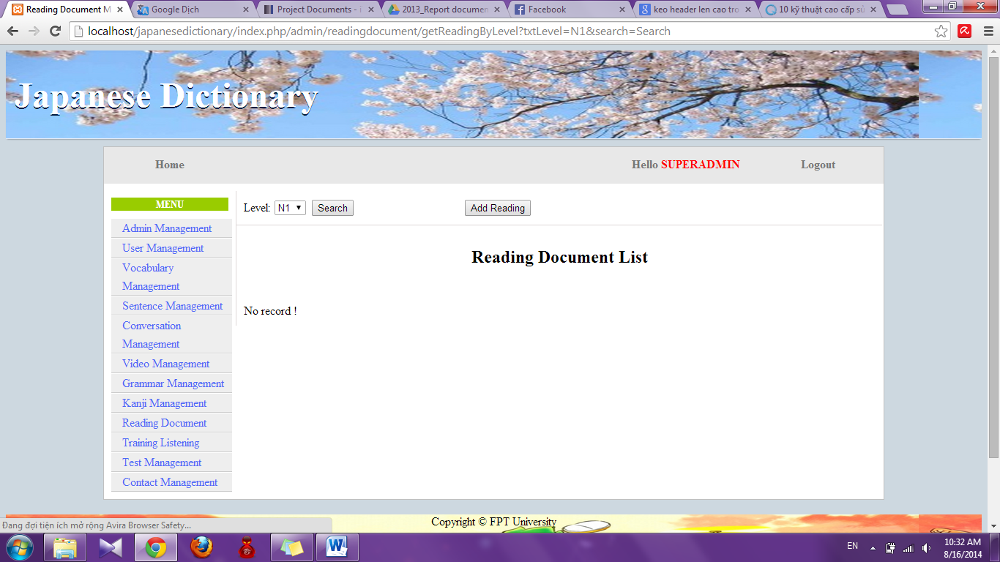 Reading Document M
Google Dịch
Project Documents - i
2013_Report documen
Facebook
keo header len cao tro
10 kỹ thuật cao cấp sủ
localhost/japanesedictionary/index.php/admin/readingdocument/getReadingByLevel?txtLevel=N1&search=Search
Japanese Dictionary
Home
Hello SUPERADMIN
Logout
MENU
Admin Management
User Management
Vocabulary
Management
Sentence Management
Conversation
Management
Video Management
Grammar Management
Kanji Management
Reading Document
Training Listening
Test Management
Contact Management
Level: N1 Search
Add Reading
Reading Document List
No record !
Copyright © FPT University
Đang đợi tiện ích mở rộng Avira Browser Safety...
EN
10:32 AM
8/16/2014